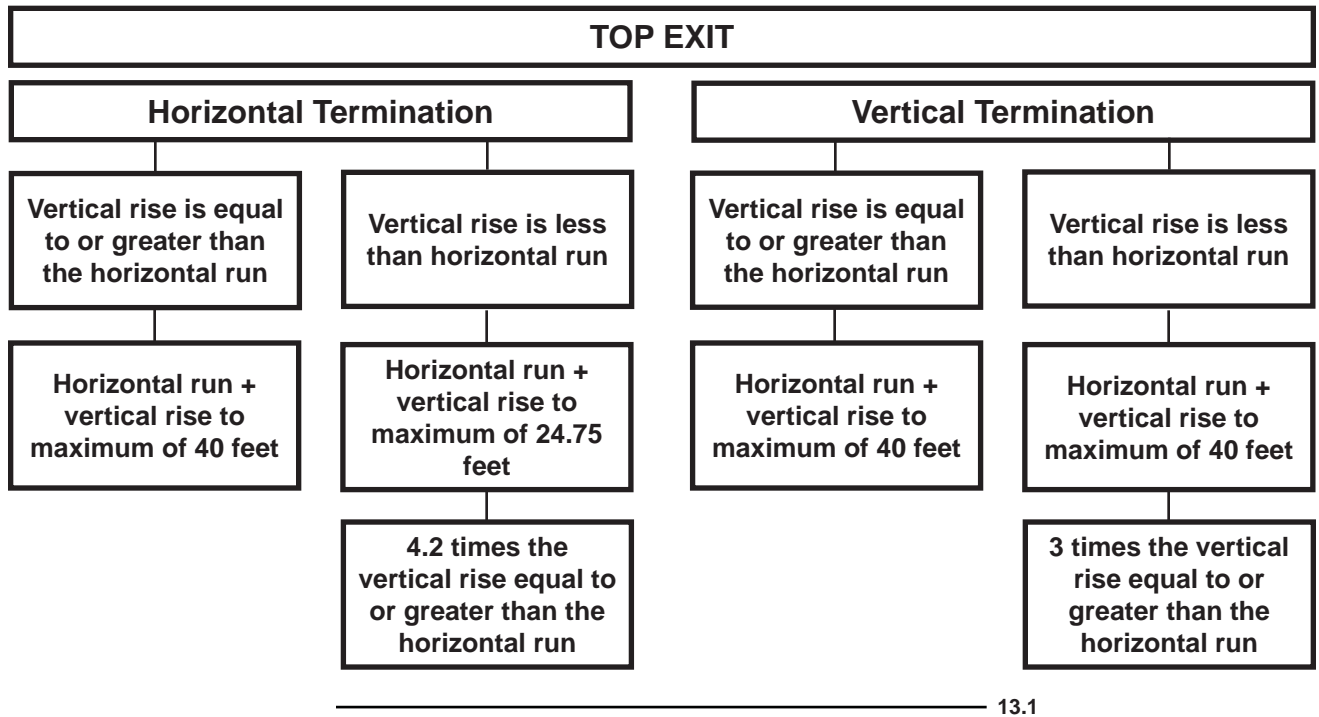 TOP EXIT
Horizontal Termination
Vertical rise is equal
to or greater than
the horizontal run
Horizontal run +
vertical rise to
maximum of 40 feet
Vertical rise is less
than horizontal run
Horizontal run +
vertical rise to
maximum of 24.75
feet
4.2 times the
vertical rise equal to
or greater than the
horizontal run
Vertical Termination
Vertical rise is equal
to or greater than
the horizontal run
Horizontal run +
vertical rise to
maximum of 40 feet
Vertical rise is less
than horizontal run
Horizontal run +
vertical rise to
maximum of 40 feet
3 times the vertical
rise equal to or
greater than the
horizontal run
13.1